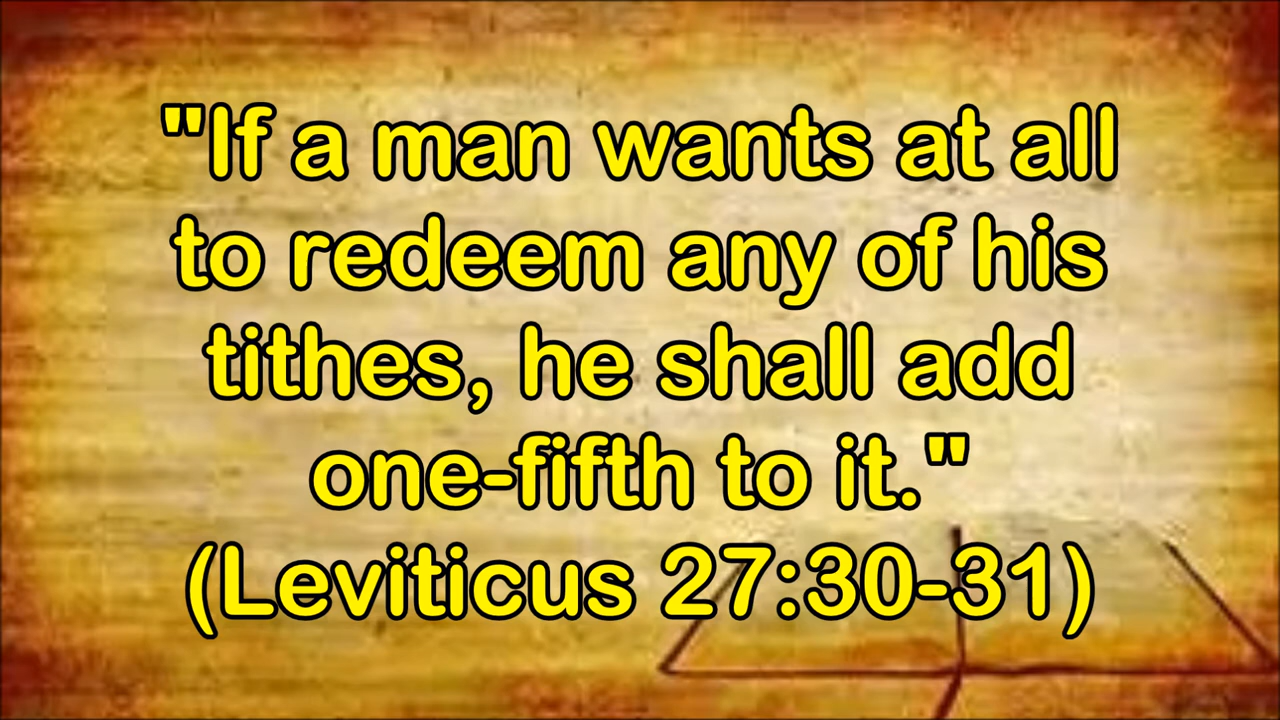 "If a man wants at all
to redeem any of his
tithes, he shall add
one-fifth to it."
(Leviticus 27:30-31)